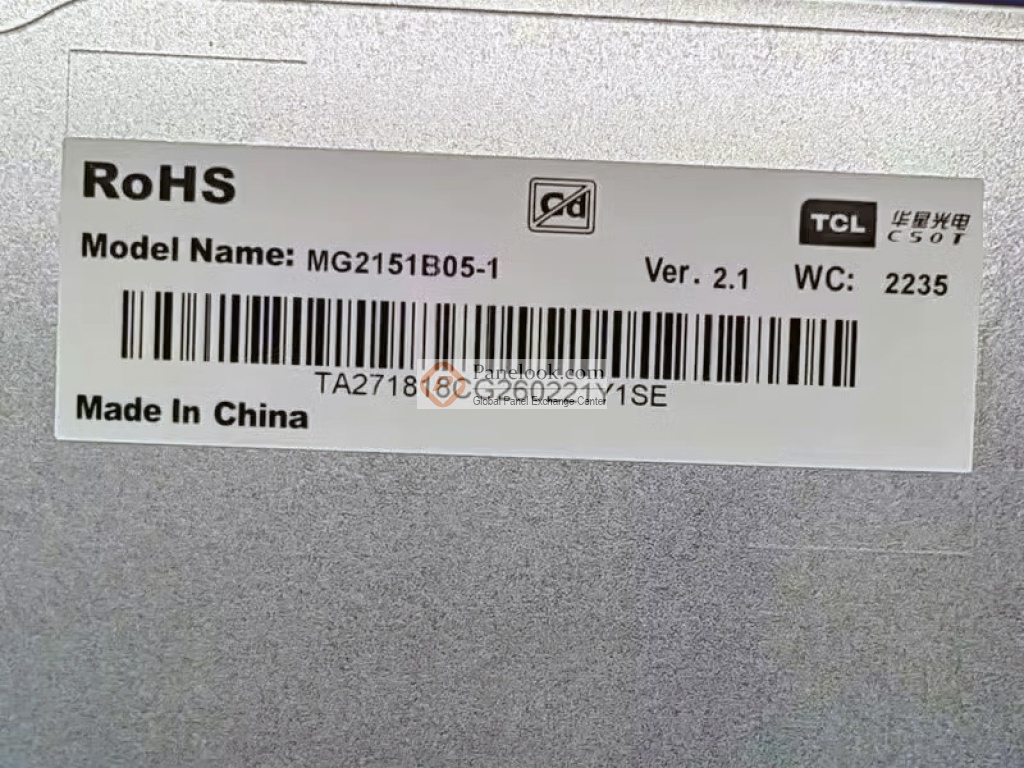 RoHS
Cd
TCL 华星光电
CSOT
Model Name: MG2151B05-1 Ver. 2.1 WC: 2235
Panelook.com
TA271818CG260221Y1SE
Global Panel Exchange Center
Made In China